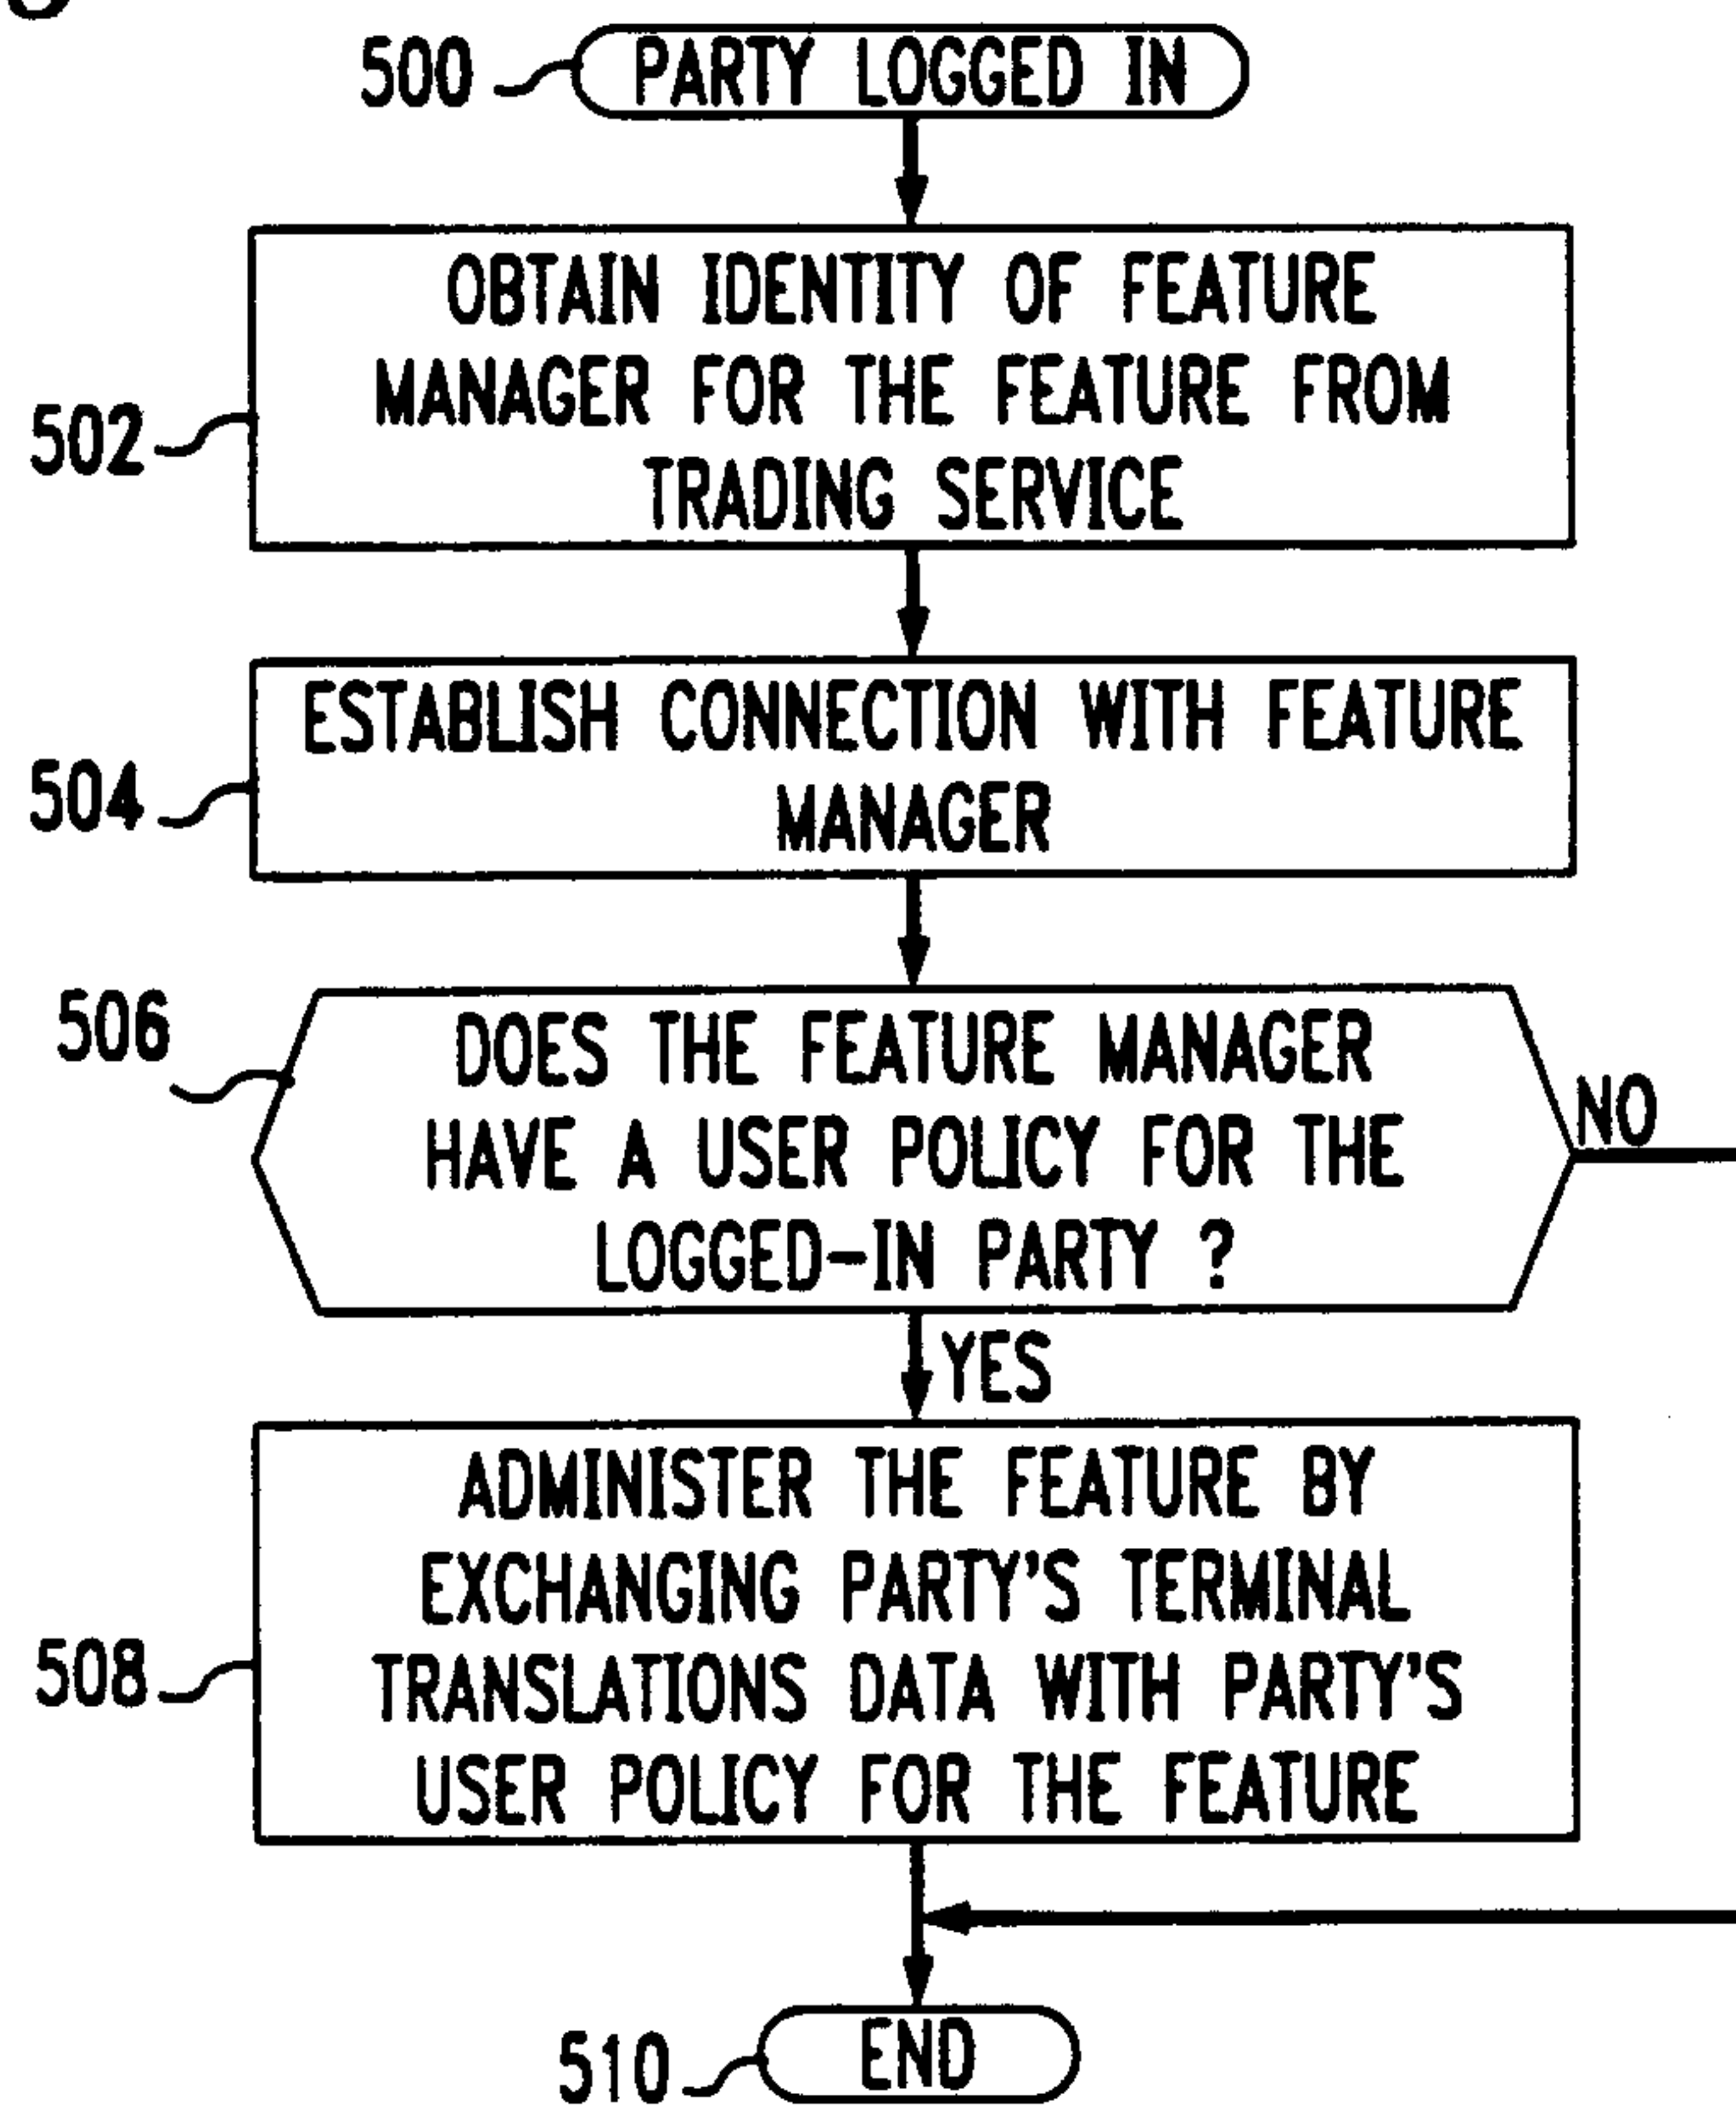 500
PARTY LOGGED IN
OBTAIN IDENTITY OF FEATURE
MANAGER FOR THE FEATURE FROM
TRADING SERVICE
502
ESTABLISH CONNECTION WITH FEATURE
MANAGER
504
506
DOES THE FEATURE MANAGER
HAVE A USER POLICY FOR THE
LOGGED-IN PARTY ?
NO
YES
ADMINISTER THE FEATURE BY
EXCHANGING PARTY'S TERMINAL
TRANSLATIONS DATA WITH PARTY'S
USER POLICY FOR THE FEATURE
508
510
END